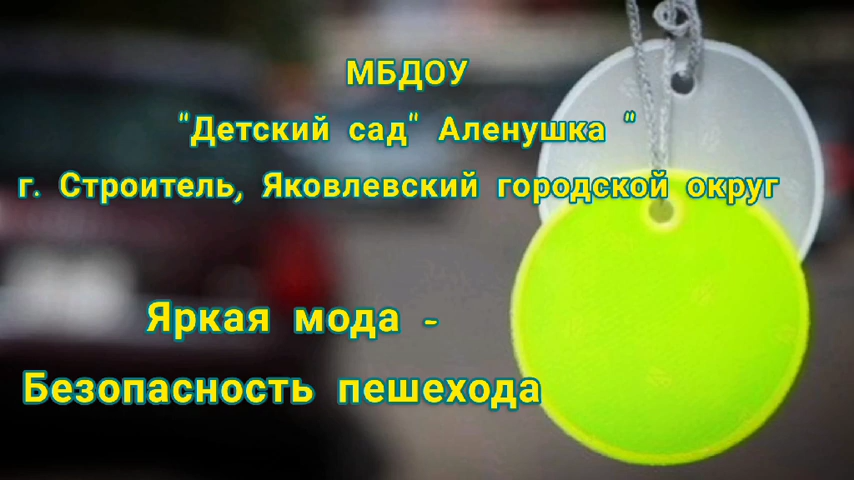 МБДОУ
"Детский сад" Аленушка "
г. Строитель, Яковлевский городской округ
Яркая мода -
Безопасность пешехода